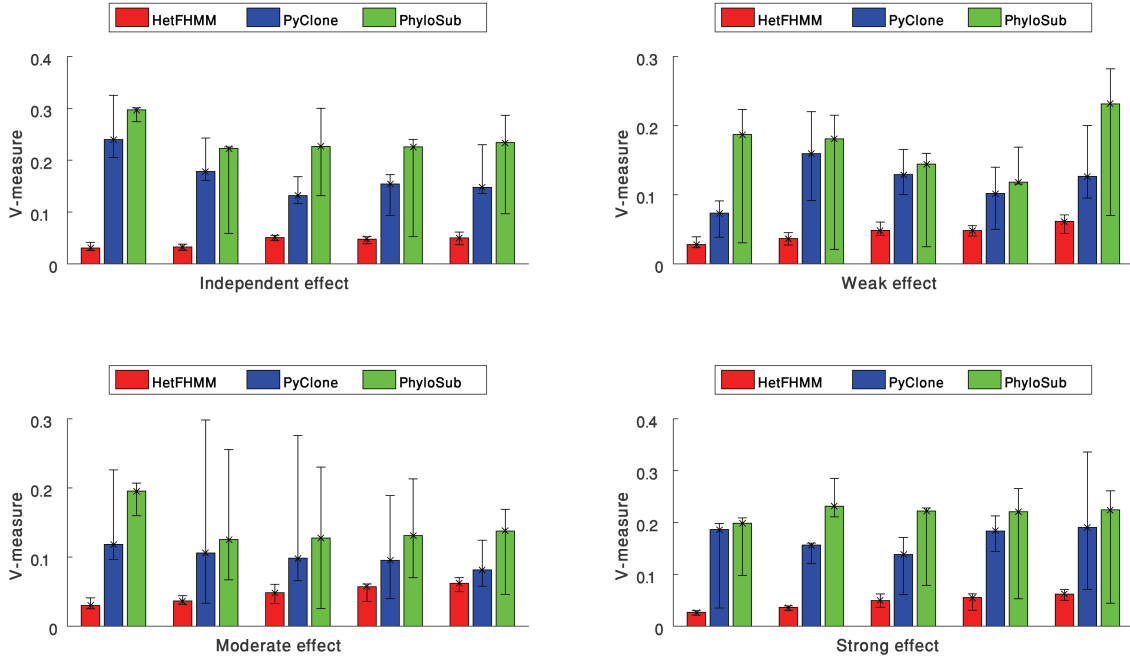 HetFHMM PyClone PhyloSub
0.4
0.3
0.2
0.1
0
V-measure
Independent effect
HetFHMM PyClone PhyloSub
0.3
0.2
0.1
0
V-measure
Weak effect
HetFHMM PyClone PhyloSub
0.3
0.2
0.1
0
V-measure
Moderate effect
HetFHMM PyClone PhyloSub
0.4
0.3
0.2
0.1
0
V-measure
Strong effect